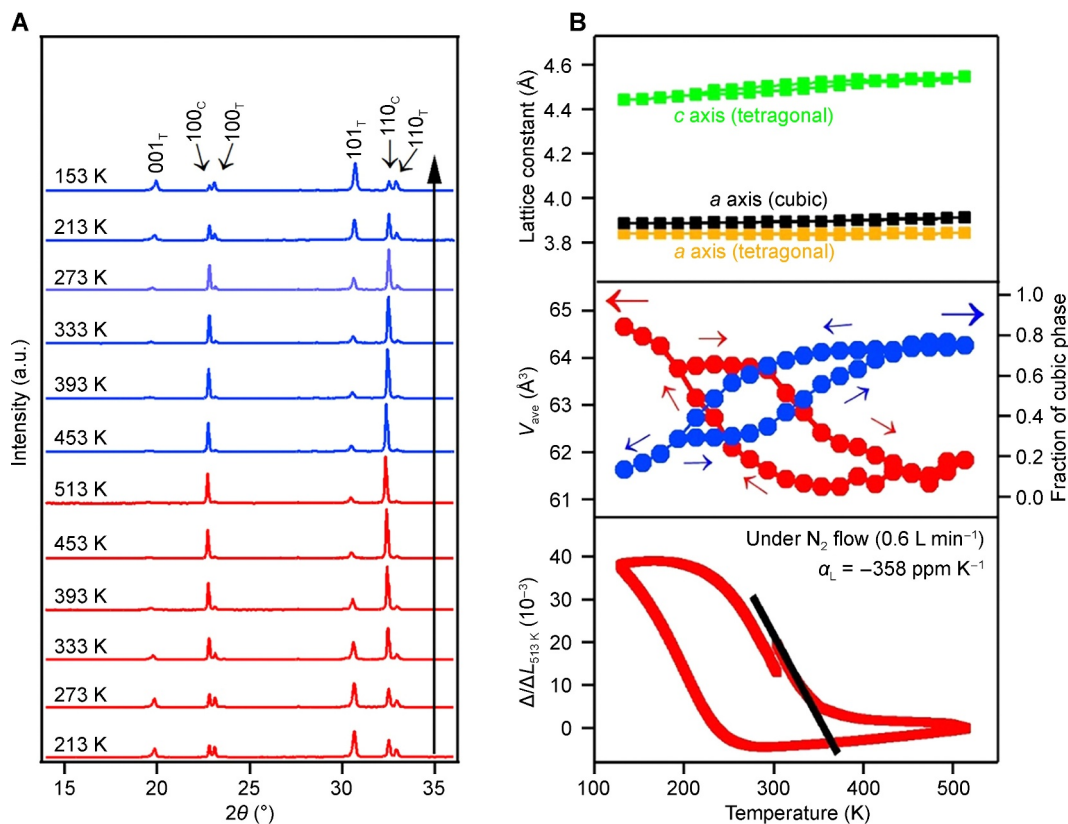 A
001T
100C
100T
101T
110C
110T
153 K
213 K
273 K
333 K
393 K
453 K
513 K
453 K
393 K
333 K
273 K
213 K
Intensity (a.u.)
15 20 25 30 35
2θ (°)
B
4.6
4.4
4.2
4.0
3.8
Lattice constant (Å)
c axis (tetragonal)
a axis (cubic)
a axis (tetragonal)
65
64
63
62
61
Vave (Å³)
1.0
0.8
0.6
0.4
0.2
0.0
Fraction of cubic phase
Under N₂ flow (0.6 L min⁻¹)
αL = −358 ppm K⁻¹
40
30
20
10
0
Δ/ΔL513 K (10⁻³)
100 200 300 400 500
Temperature (K)